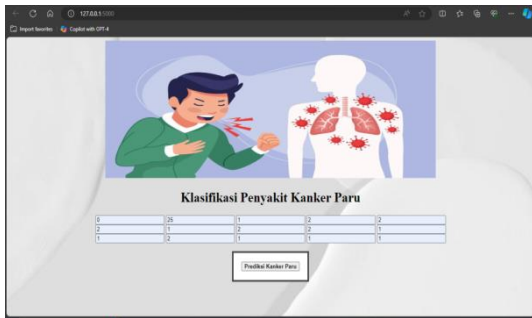 127.0.0.1:5000
Import favorites Copilot with GPT-4
Klasifikasi Penyakit Kanker Paru
0 25 1 2 2
2 1 2 2 1
1 2 1 1 1
Prediksi Kanker Paru